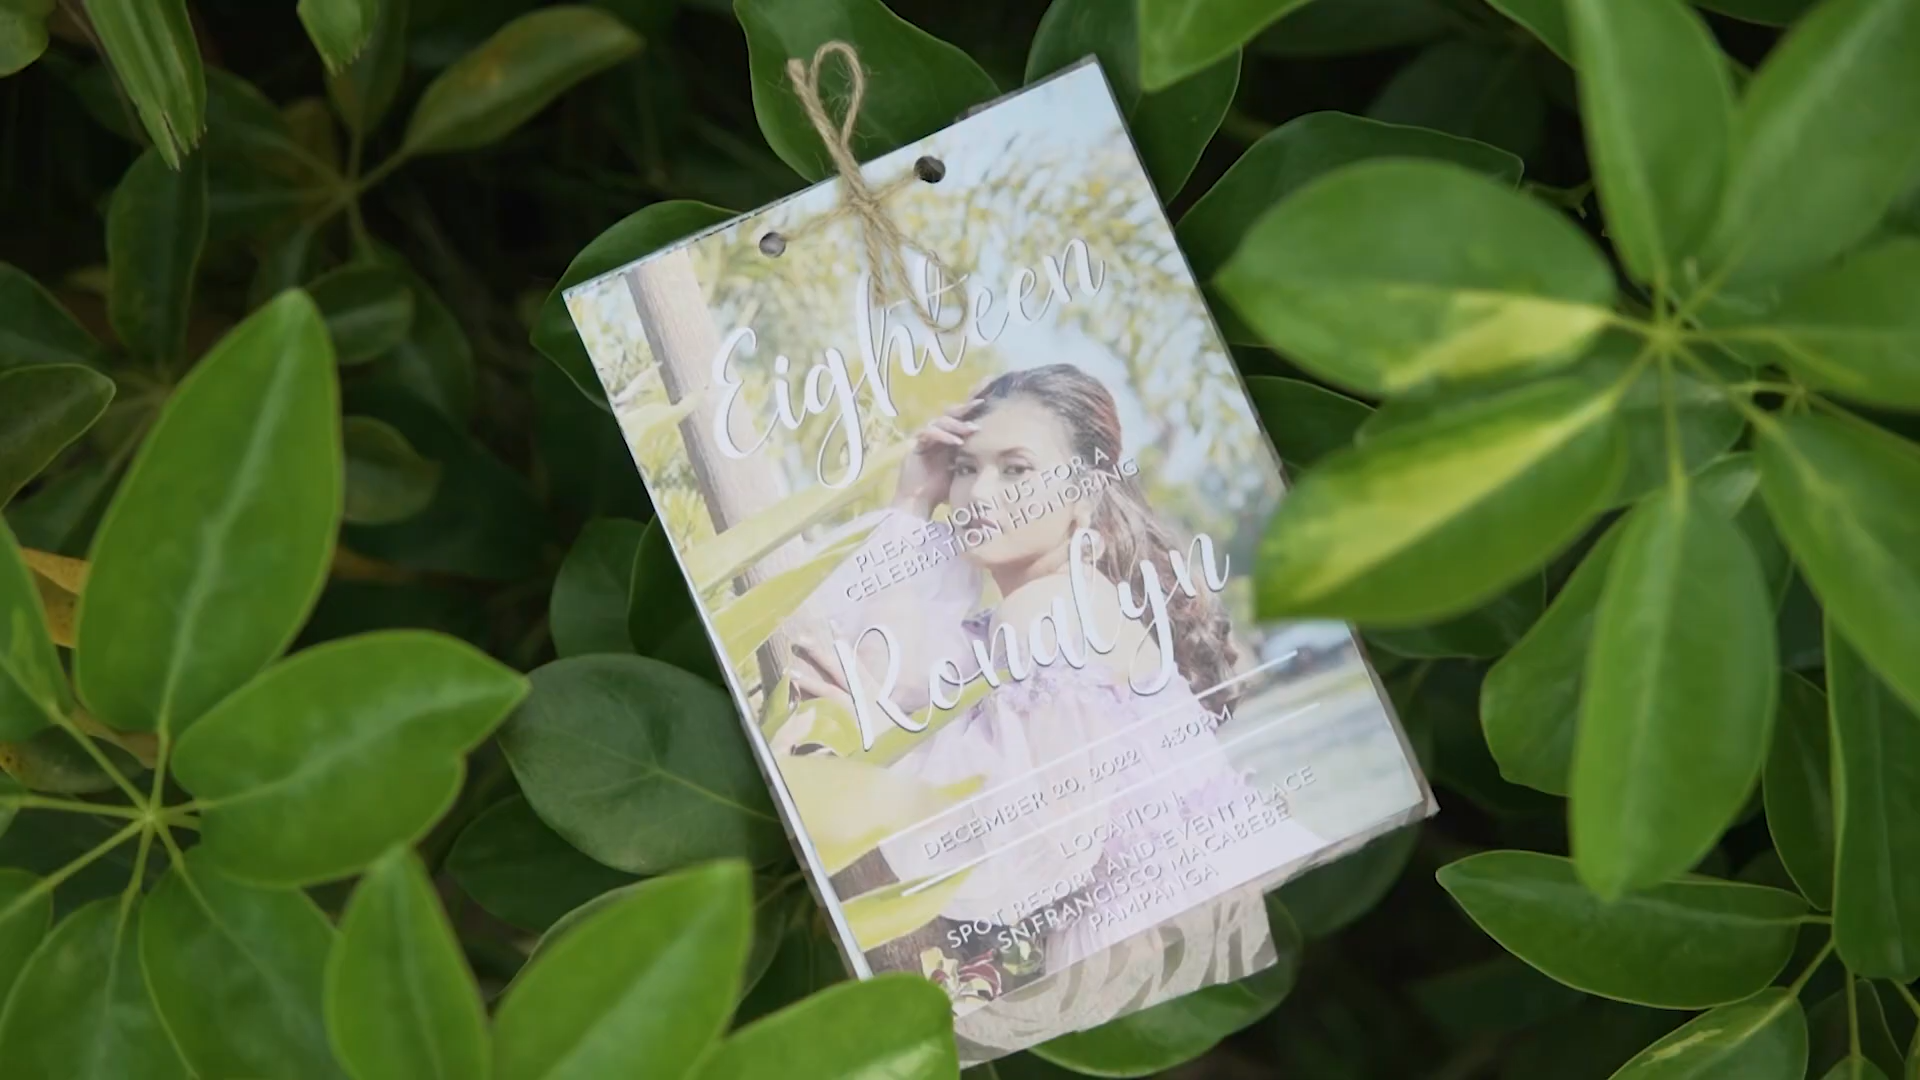 Eighteen
PLEASE JOIN US FOR A
CELEBRATION HONORING
Ronalyn
DECEMBER 20, 2022 4:30PM
LOCATION:
SPOT RESORT AND EVENT PLACE
SN,FRANCISCO MACABEBE
PAMPANGA